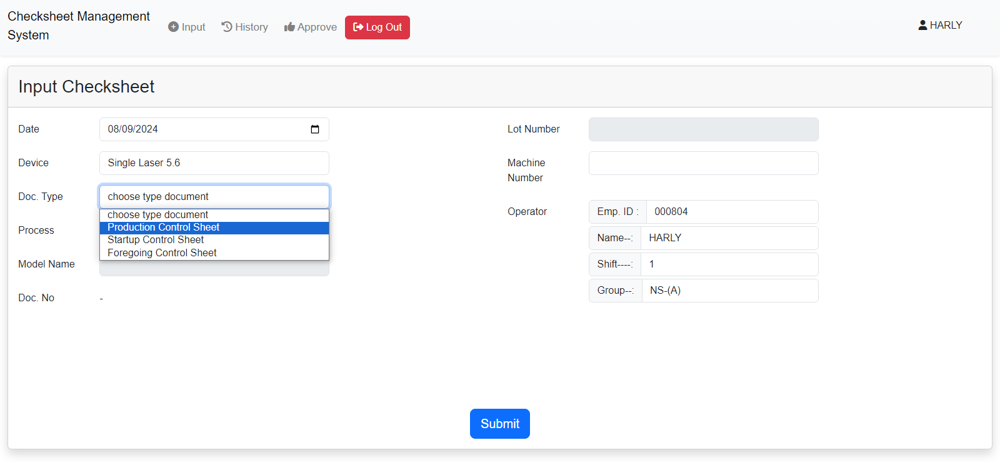 Checksheet Management
System
Input
History
Approve
Log Out
HARLY
Input Checksheet
Date
08/09/2024
Device
Single Laser 5.6
Doc. Type
choose type document
choose type document
Production Control Sheet
Startup Control Sheet
Foregoing Control Sheet
Process
Model Name
Doc. No
-
Lot Number
Machine
Number
Operator
Emp. ID :
000804
Name--:
HARLY
Shift----:
1
Group--:
NS-(A)
Submit